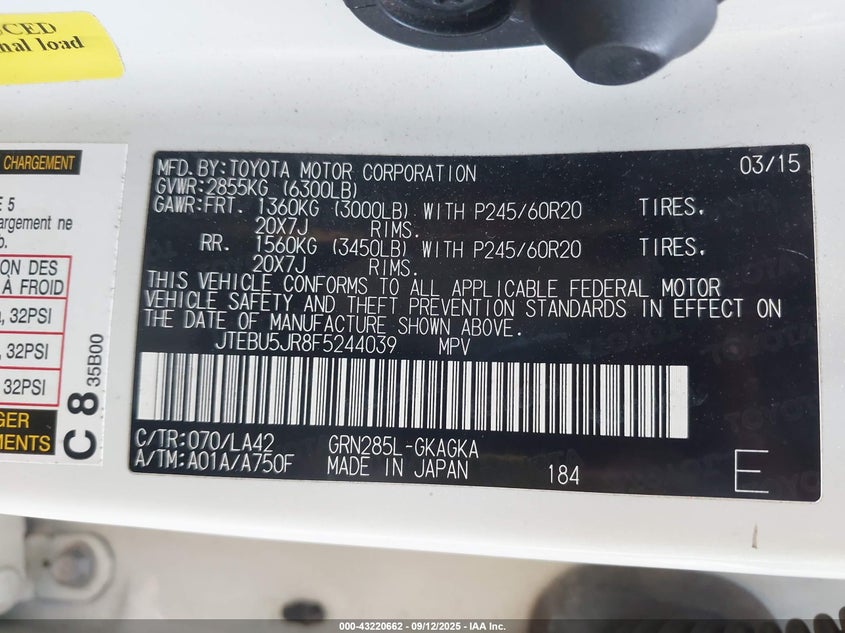 UCED
nal load
CHARGEMENT
E 5
argement ne
b.
ION DES
À FROID
, 32PSI
, 32PSI
32PSI
GER
MENTS
C 8 35B00
MFD.BY:TOYOTA MOTOR CORPORATION 03/15
GVWR:2855KG (6300LB)
GAWR:FRT. 1360KG (3000LB) WITH P245/60R20 TIRES.
20X7J RIMS.
RR. 1560KG (3450LB) WITH P245/60R20 TIRES.
20X7J RIMS.
THIS VEHICLE CONFORMS TO ALL APPLICABLE FEDERAL MOTOR
VEHICLE SAFETY AND THEFT PREVENTION STANDARDS IN EFFECT ON
THE DATE OF MANUFACTURE SHOWN ABOVE.
JTEBU5JR8F5244039 MPV
C/TR:070/LA42 GRN285L-GKAGKA
A/TM:A01A/A750F MADE IN JAPAN 184 E
000-43220662 - 09/12/2025 - IAA Inc.